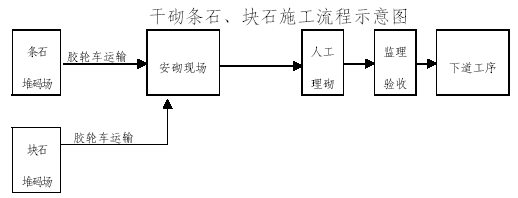 干砌条石、块石施工流程示意图
条石
堆码场
胶轮车运输
安砌现场
人工
理砌
监理
验收
下道工序
块石
堆码场
胶轮车运输